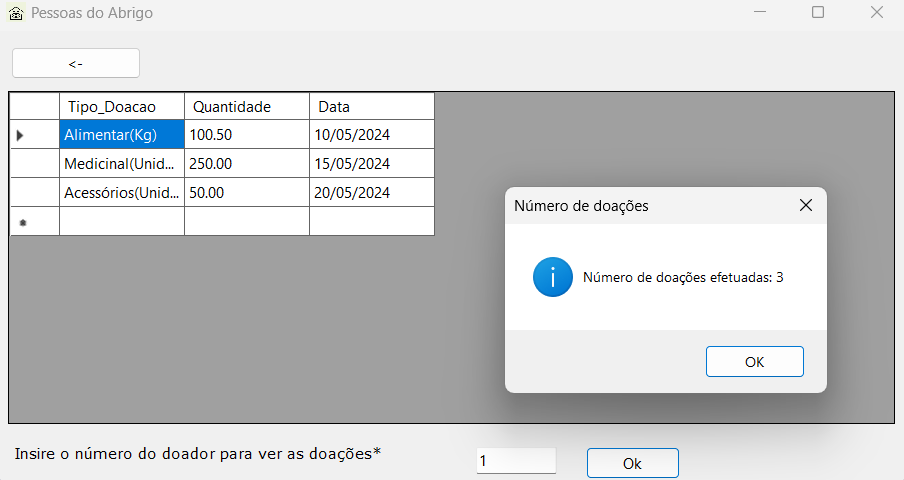 Pessoas do Abrigo
<-
Tipo_Doacao Quantidade Data
Alimentar(Kg) 100.50 10/05/2024
Medicinal(Unid... 250.00 15/05/2024
Acessórios(Unid... 50.00 20/05/2024
Número de doações
Número de doações efetuadas: 3
OK
Insire o número do doador para ver as doações* 1 Ok